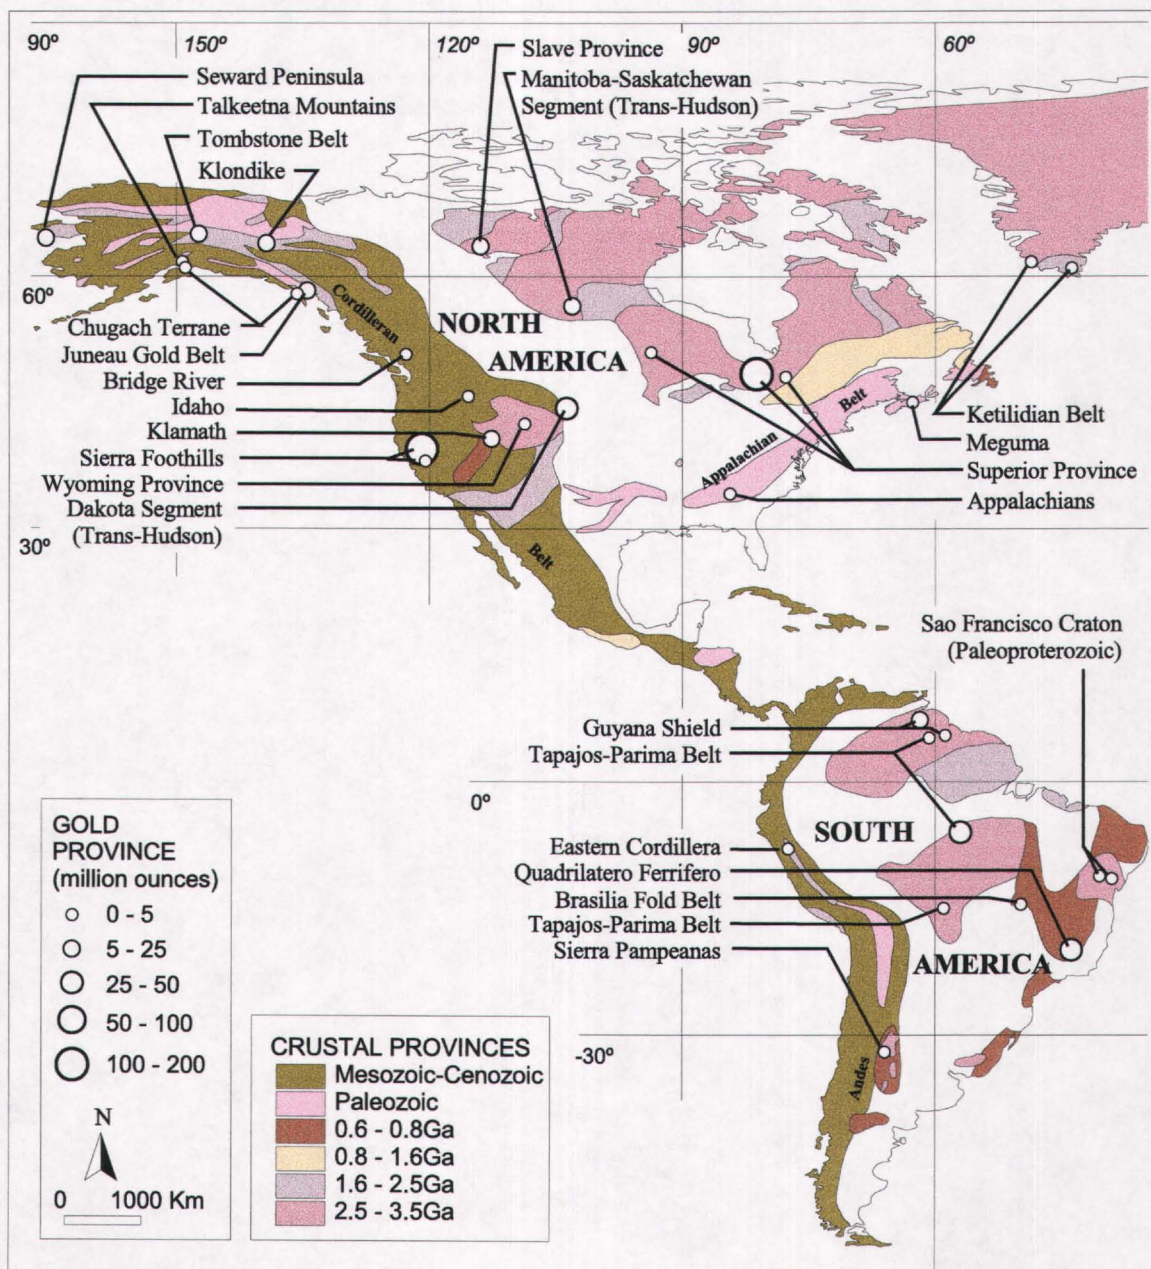 90º
150º
120º
90º
60º
Seward Peninsula
Talkeetna Mountains
Tombstone Belt
Klondike
Slave Province
Manitoba-Saskatchewan
Segment (Trans-Hudson)
60º
Cordilleran
NORTH
AMERICA
Chugach Terrane
Juneau Gold Belt
Bridge River
Idaho
Klamath
Sierra Foothills
Wyoming Province
Dakota Segment
(Trans-Hudson)
Belt
Appalachian
Belt
Ketilidian Belt
Meguma
Superior Province
Appalachians
30º
Sao Francisco Craton
(Paleoproterozoic)
Guyana Shield
Tapajos-Parima Belt
0º
SOUTH
AMERICA
Eastern Cordillera
Quadrilatero Ferrifero
Brasilia Fold Belt
Tapajos-Parima Belt
Sierra Pampeanas
-30º
Andes
GOLD
PROVINCE
(million ounces)
0 - 5
5 - 25
25 - 50
50 - 100
100 - 200
N
0 1000 Km
CRUSTAL PROVINCES
Mesozoic-Cenozoic
Paleozoic
0.6 - 0.8Ga
0.8 - 1.6Ga
1.6 - 2.5Ga
2.5 - 3.5Ga